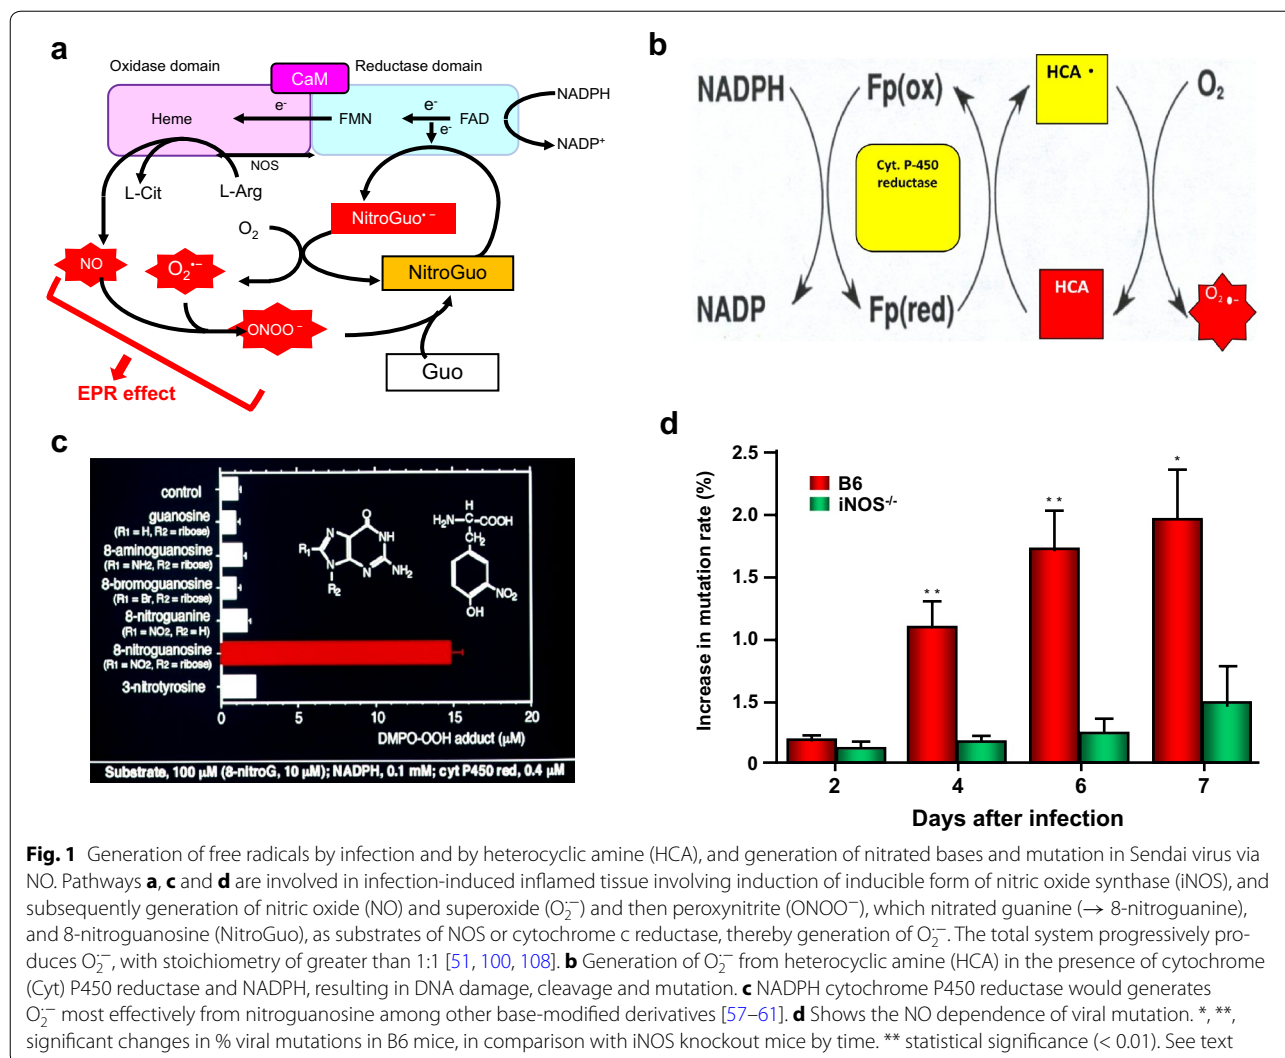 a
Oxidase domain
CaM
Reductase domain
e-
e-
NADPH
Heme
FMN
FAD
e-
NADP+
NOS
L-Cit
L-Arg
O2
NitroGuo•−
NO
O2•−
NitroGuo
ONOO−
Guo
EPR effect
b
NADPH
Fp(ox)
HCA •
O2
Cyt. P-450
reductase
NADP
Fp(red)
HCA
O2 •−
c
control
guanosine
(R1 = H, R2 = ribose)
8-aminoguanosine
(R1 = NH2, R2 = ribose)
8-bromoguanosine
(R1 = Br, R2 = ribose)
8-nitroguanine
(R1 = NO2, R2 = H)
8-nitroguanosine
(R1 = NO2, R2 = ribose)
3-nitrotyrosine
O
N
NH
R1
N
N
NH2
R2
H
H2N
C
COOH
CH2
NO2
OH
0 5 10 15 20
DMPO-OOH adduct (μM)
Substrate, 100 μM (8-nitroG, 10 μM); NADPH, 0.1 mM; cyt P450 red, 0.4 μM
d
Increase in mutation rate (%)
2.5
2.0
1.5
1.0
1.5
0
B6
iNOS-/-
* *
* *
*
2 4 6 7
Days after infection
Fig. 1 Generation of free radicals by infection and by heterocyclic amine (HCA), and generation of nitrated bases and mutation in Sendai virus via
NO. Pathways a, c and d are involved in infection-induced inflamed tissue involving induction of inducible form of nitric oxide synthase (iNOS), and
subsequently generation of nitric oxide (NO) and superoxide (O2·−) and then peroxynitrite (ONOO−), which nitrated guanine (→ 8-nitroguanine),
and 8-nitroguanosine (NitroGuo), as substrates of NOS or cytochrome c reductase, thereby generation of O2·−. The total system progressively pro-
duces O2·−, with stoichiometry of greater than 1:1 [51, 100, 108]. b Generation of O2·− from heterocyclic amine (HCA) in the presence of cytochrome
(Cyt) P450 reductase and NADPH, resulting in DNA damage, cleavage and mutation. c NADPH cytochrome P450 reductase would generates
O2·− most effectively from nitroguanosine among other base-modified derivatives [57–61]. d Shows the NO dependence of viral mutation. *, **,
significant changes in % viral mutations in B6 mice, in comparison with iNOS knockout mice by time. ** statistical significance (< 0.01). See text